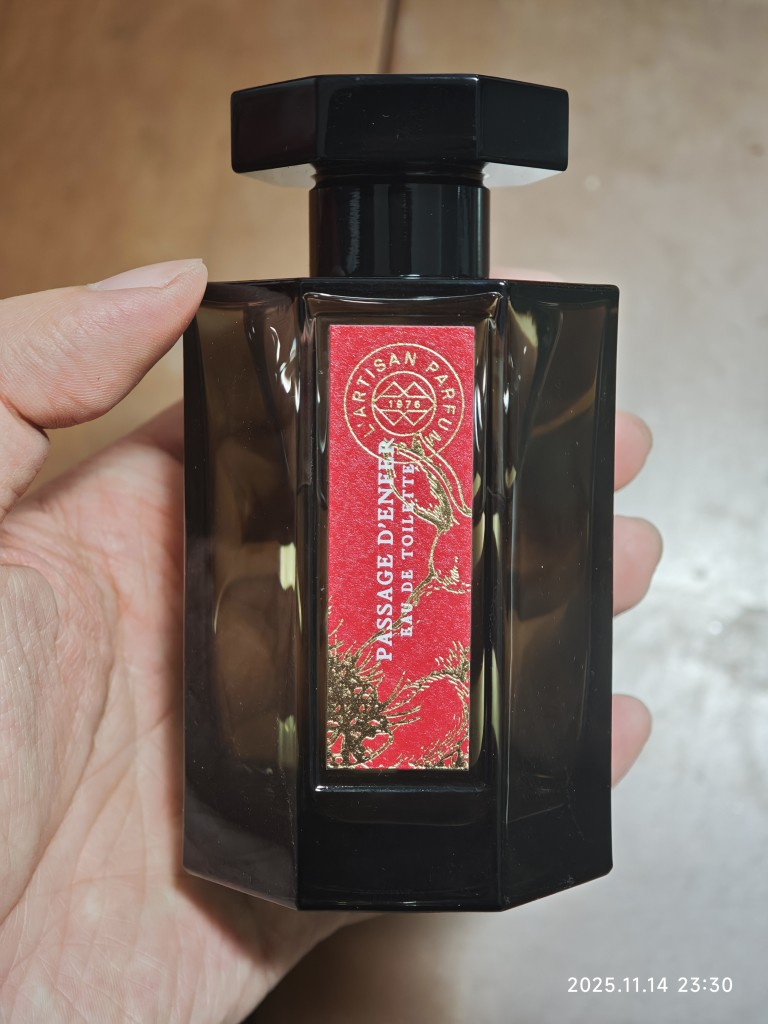 L'ARTISAN PARFUM
1976
PASSAGE D'ENFER
EAU DE TOILETTE
2025.11.14 23:30